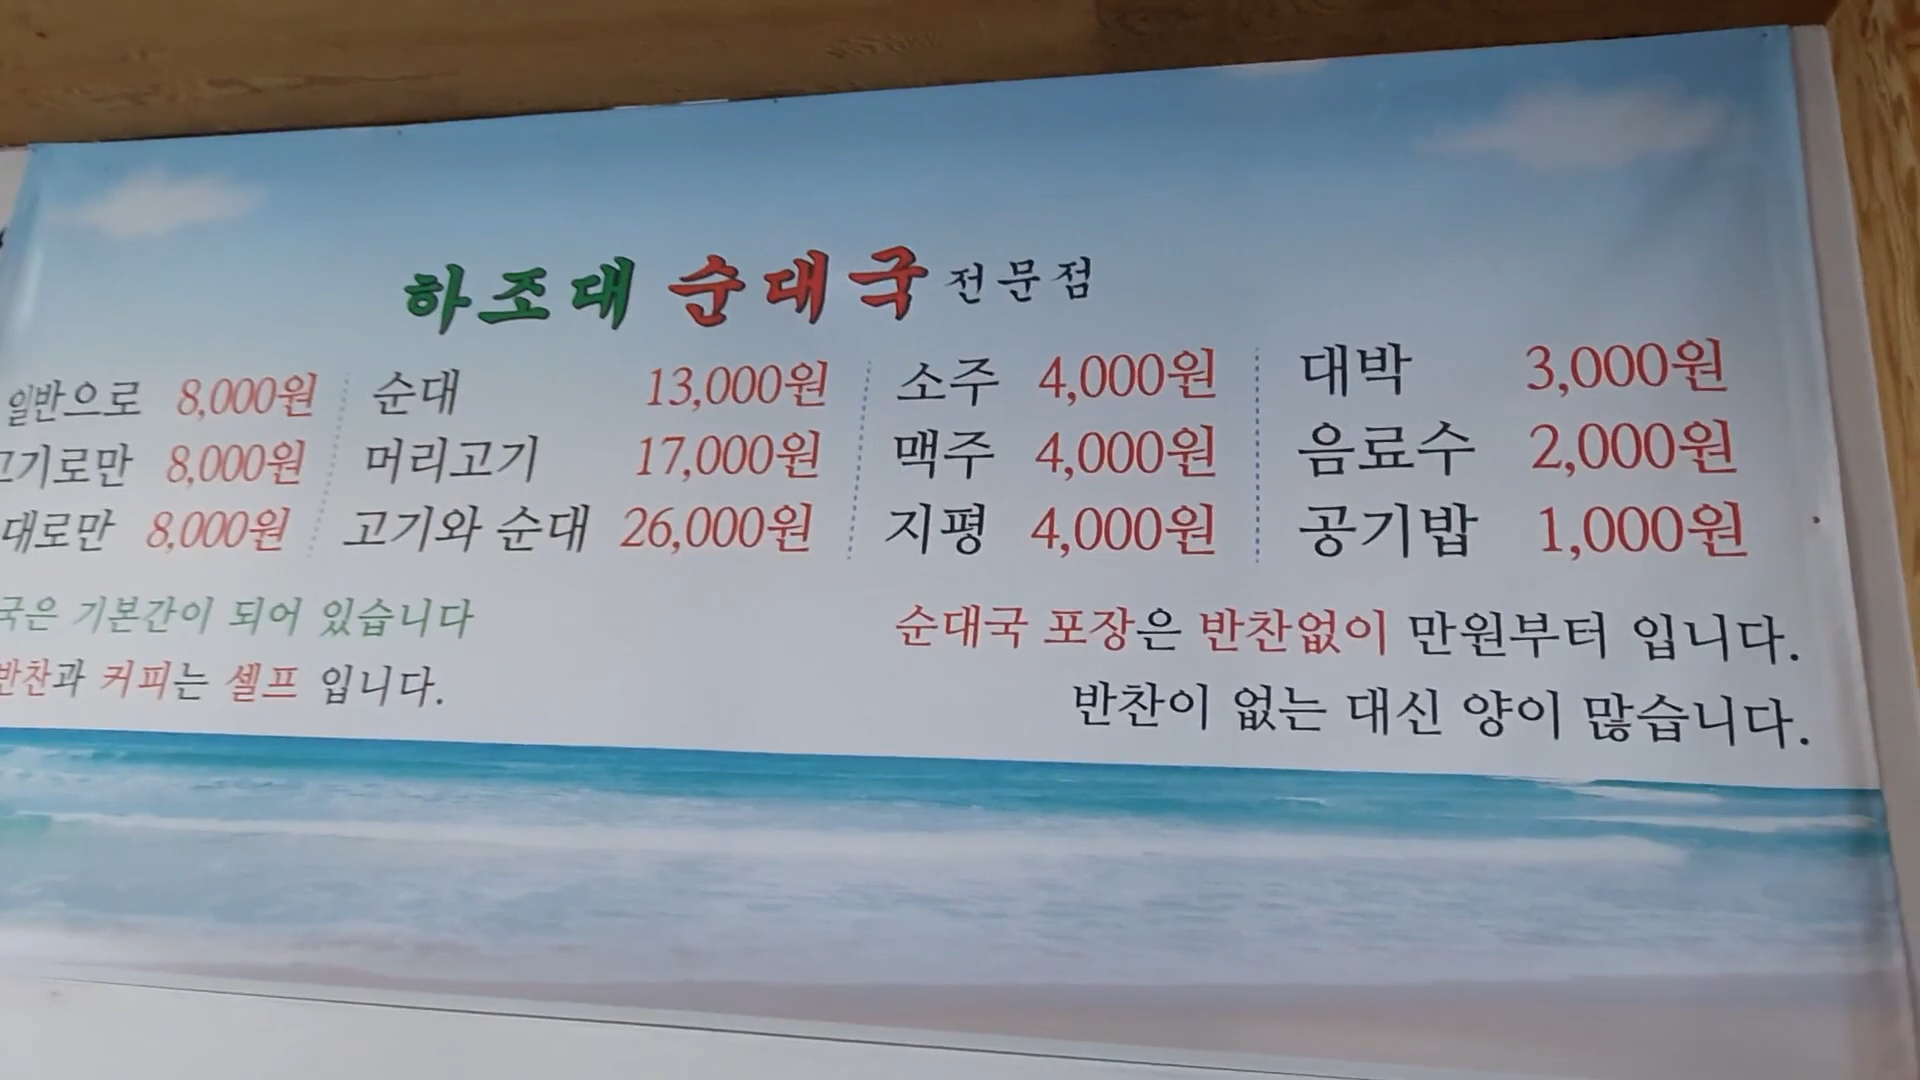 하조대 순대국 전문점
일반으로 8,000원 순대 13,000원 소주 4,000원 대박 3,000원
고기로만 8,000원 머리고기 17,000원 맥주 4,000원 음료수 2,000원
대로만 8,000원 고기와 순대 26,000원 지평 4,000원 공기밥 1,000원
국은 기본간이 되어 있습니다
반찬과 커피는 셀프 입니다.
순대국 포장은 반찬없이 만원부터 입니다.
반찬이 없는 대신 양이 많습니다.